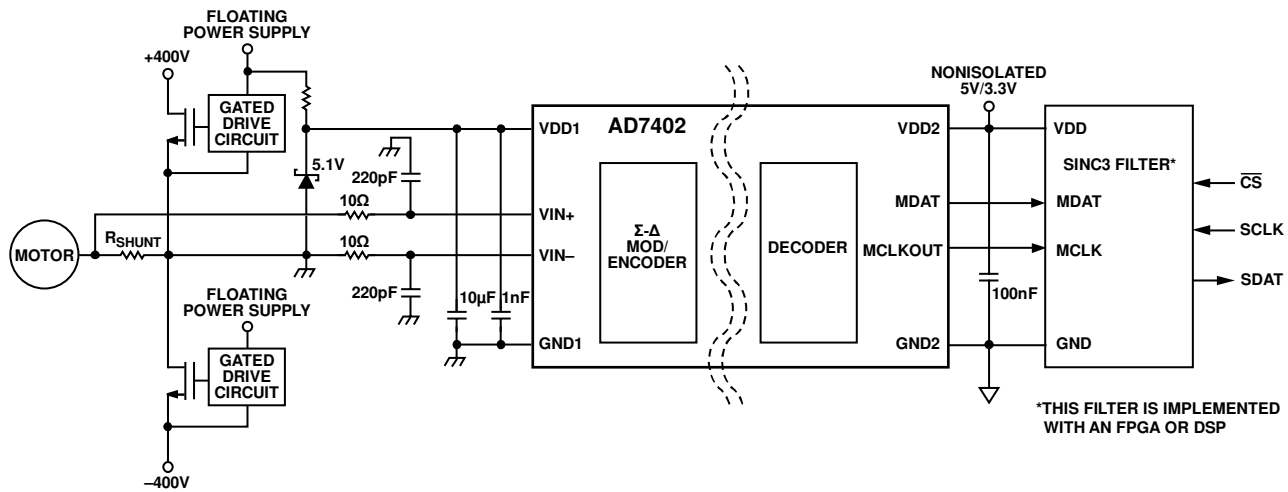 FLOATING
POWER SUPPLY
+400V
GATED
DRIVE
CIRCUIT
5.1V
220pF
10Ω
10Ω
220pF
MOTOR
RSHUNT
FLOATING
POWER SUPPLY
GATED
DRIVE
CIRCUIT
–400V
10µF
1nF
VDD1
VIN+
VIN–
GND1
AD7402
Σ-Δ
MOD/
ENCODER
DECODER
VDD2
MDAT
MCLKOUT
GND2
NONISOLATED
5V/3.3V
100nF
VDD
SINC3 FILTER*
MDAT
MCLK
GND
CS
SCLK
SDAT
*THIS FILTER IS IMPLEMENTED
WITH AN FPGA OR DSP